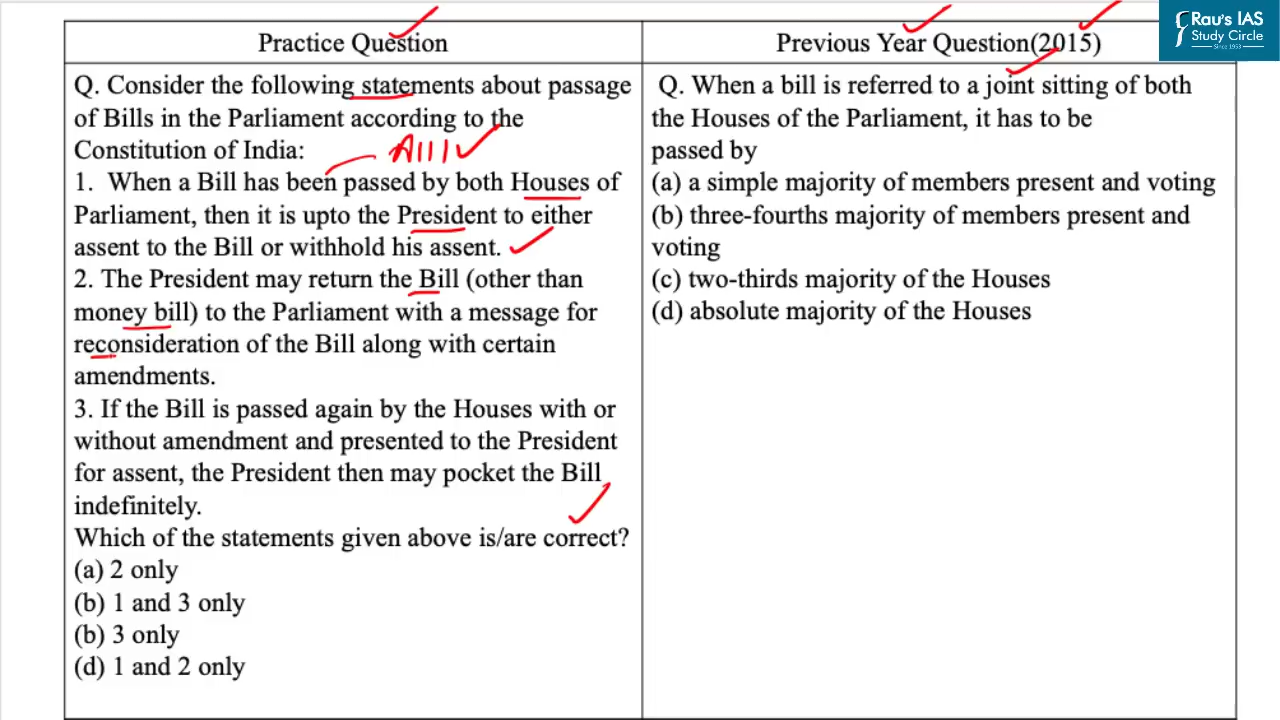 Rau's IAS
Study Circle
Since 1953
Practice Question
Q. Consider the following statements about passage
of Bills in the Parliament according to the
Constitution of India:
A111
1. When a Bill has been passed by both Houses of
Parliament, then it is upto the President to either
assent to the Bill or withhold his assent.
2. The President may return the Bill (other than
money bill) to the Parliament with a message for
reconsideration of the Bill along with certain
amendments.
3. If the Bill is passed again by the Houses with or
without amendment and presented to the President
for assent, the President then may pocket the Bill
indefinitely.
Which of the statements given above is/are correct?
(a) 2 only
(b) 1 and 3 only
(b) 3 only
(d) 1 and 2 only
Previous Year Question(2015)
Q. When a bill is referred to a joint sitting of both
the Houses of the Parliament, it has to be
passed by
(a) a simple majority of members present and voting
(b) three-fourths majority of members present and
voting
(c) two-thirds majority of the Houses
(d) absolute majority of the Houses